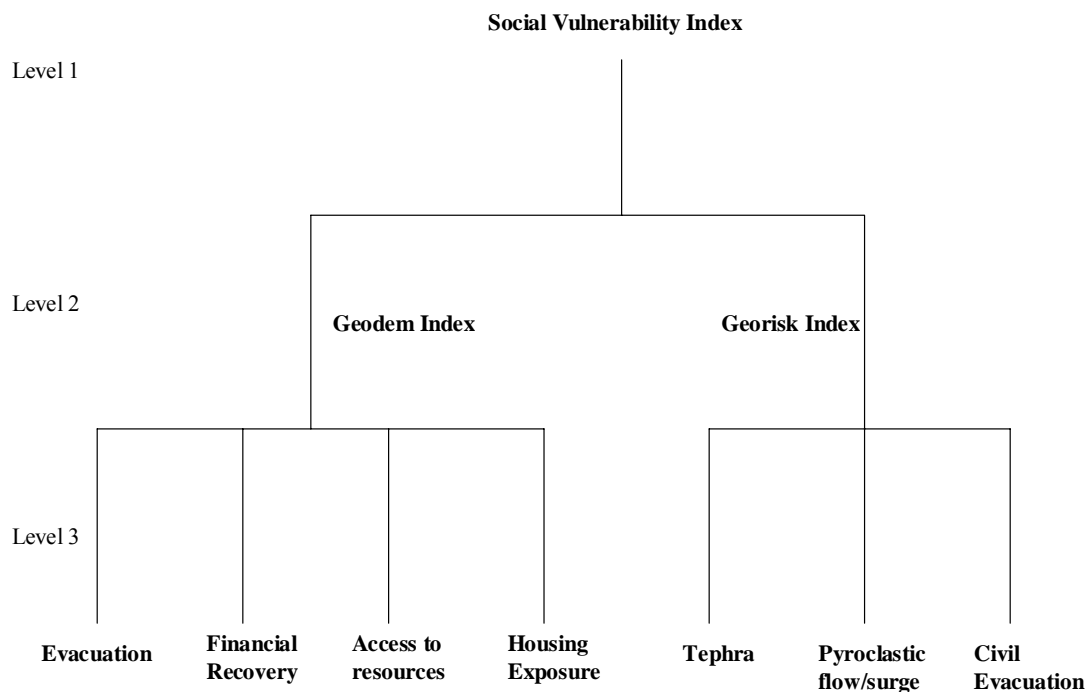 Social Vulnerability Index
Level 1
Level 2
Geodem Index
Georisk Index
Level 3
Evacuation
Financial
Recovery
Access to
resources
Housing
Exposure
Tephra
Pyroclastic
flow/surge
Civil
Evacuation